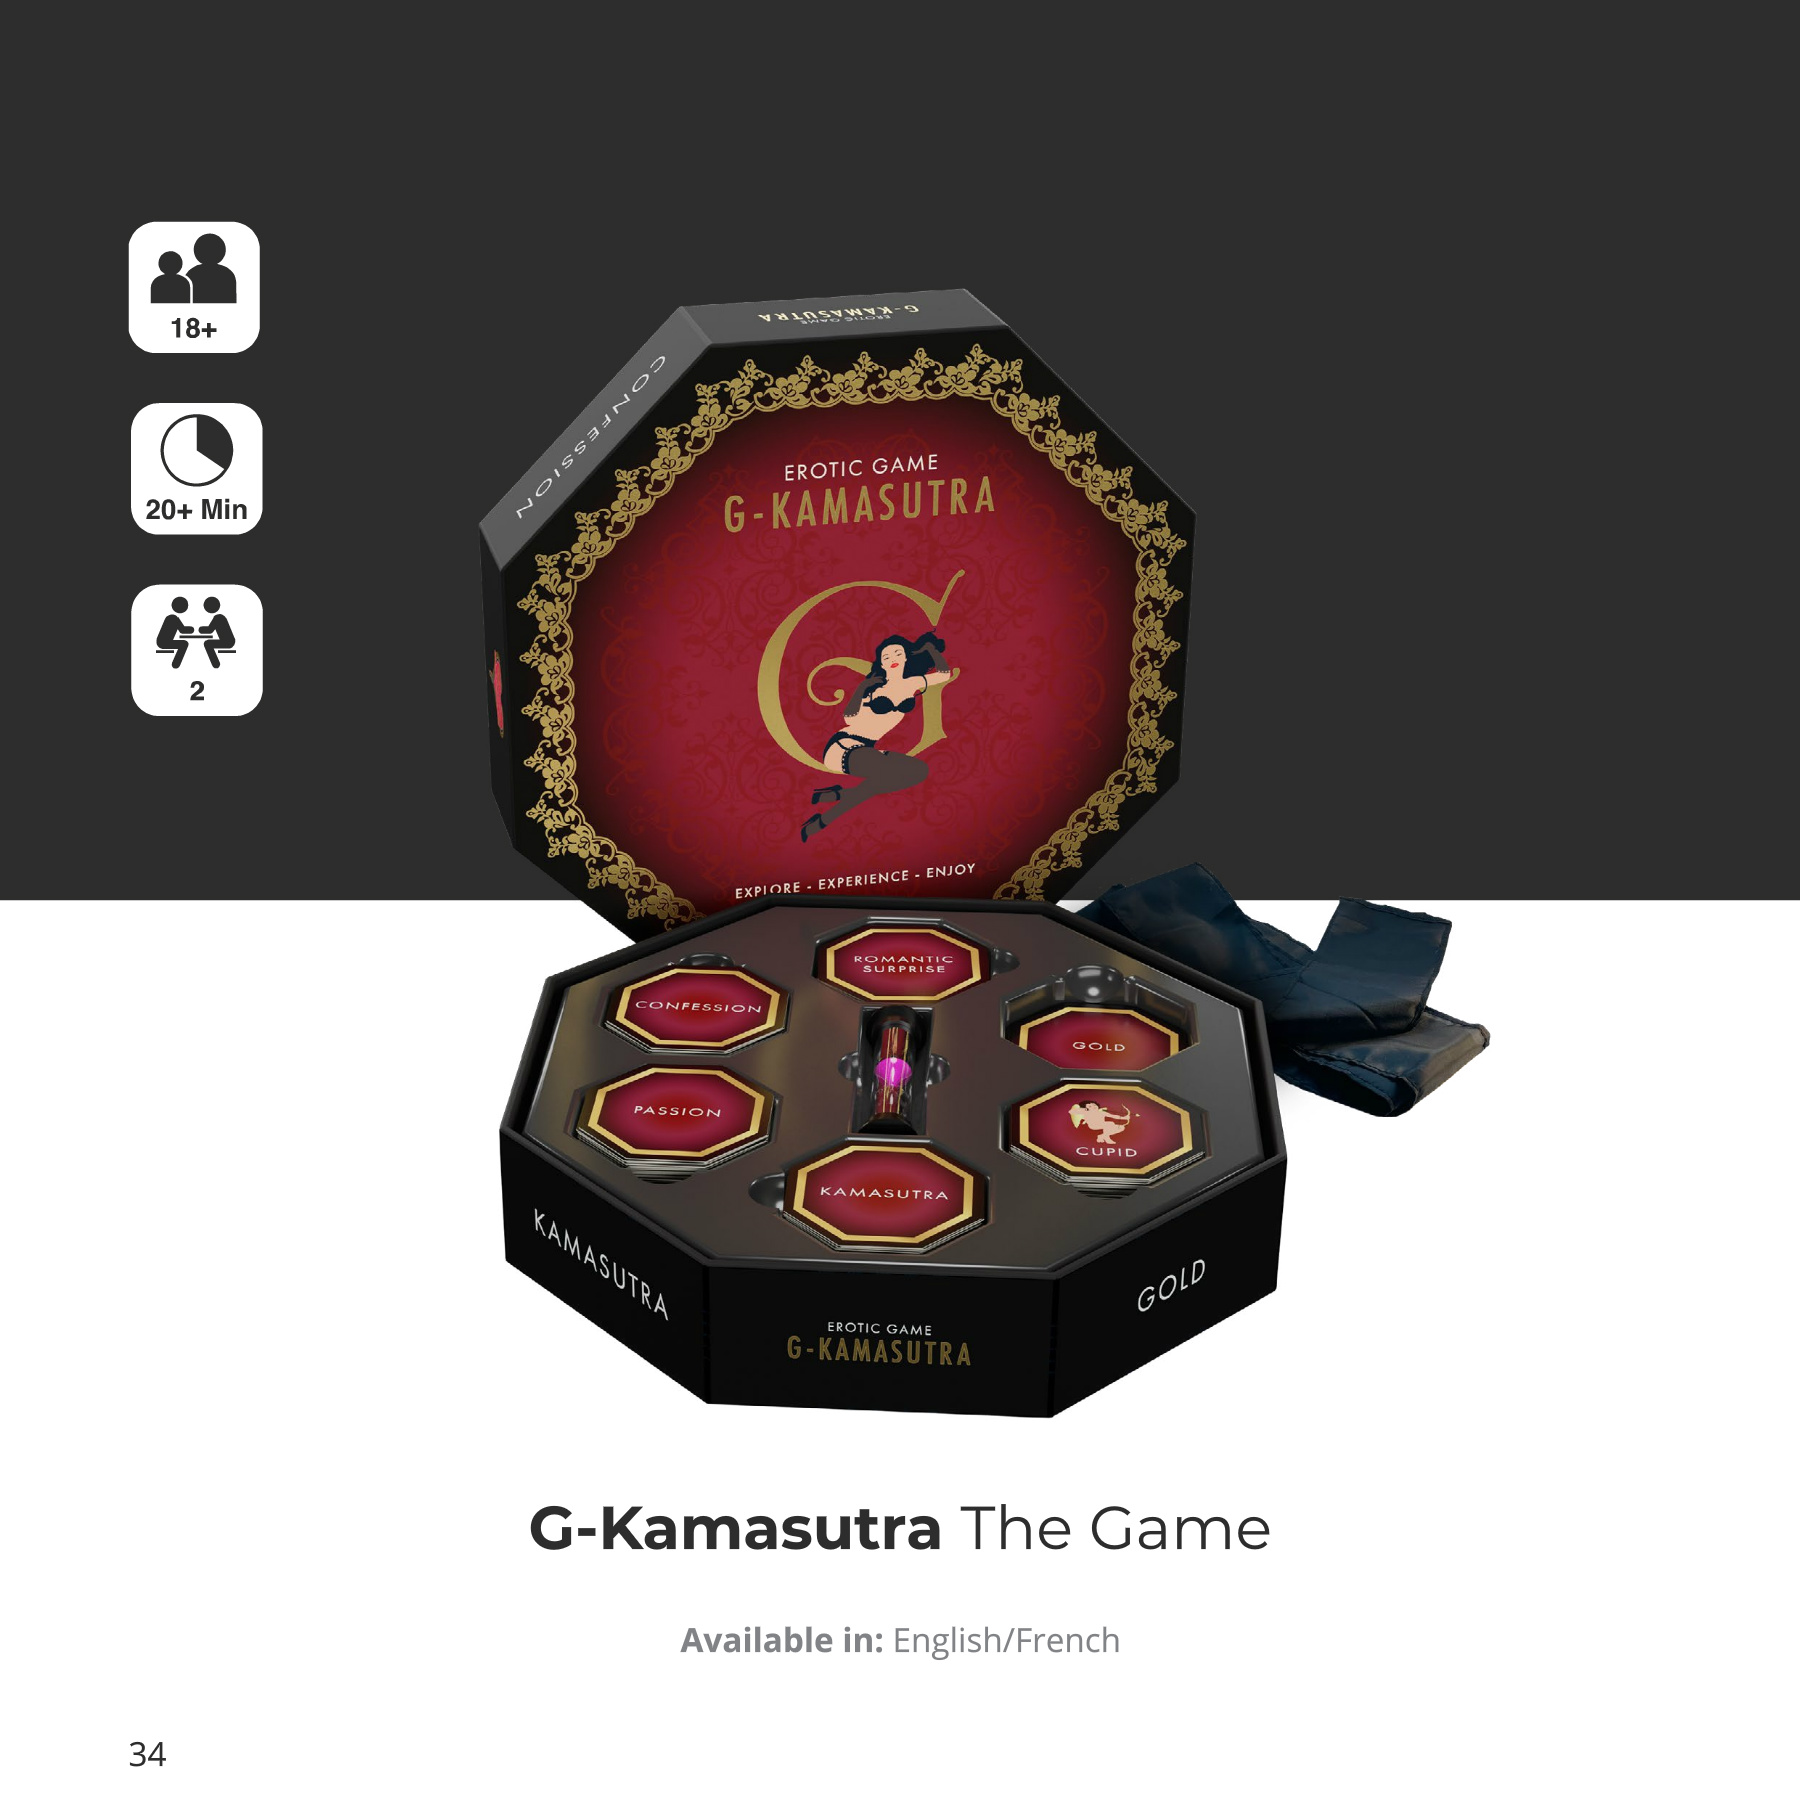 18+
20+ Min
2
EROTIC GAME
G-KAMASUTRA
CONFESSION
EROTIC GAME
G-KAMASUTRA
G
EXPLORE - EXPERIENCE - ENJOY
ROMANTIC
SURPRISE
CONFESSION
GOLD
PASSION
CUPID
KAMASUTRA
KAMASUTRA
GOLD
EROTIC GAME
G-KAMASUTRA
G-Kamasutra The Game
Available in: English/French
34